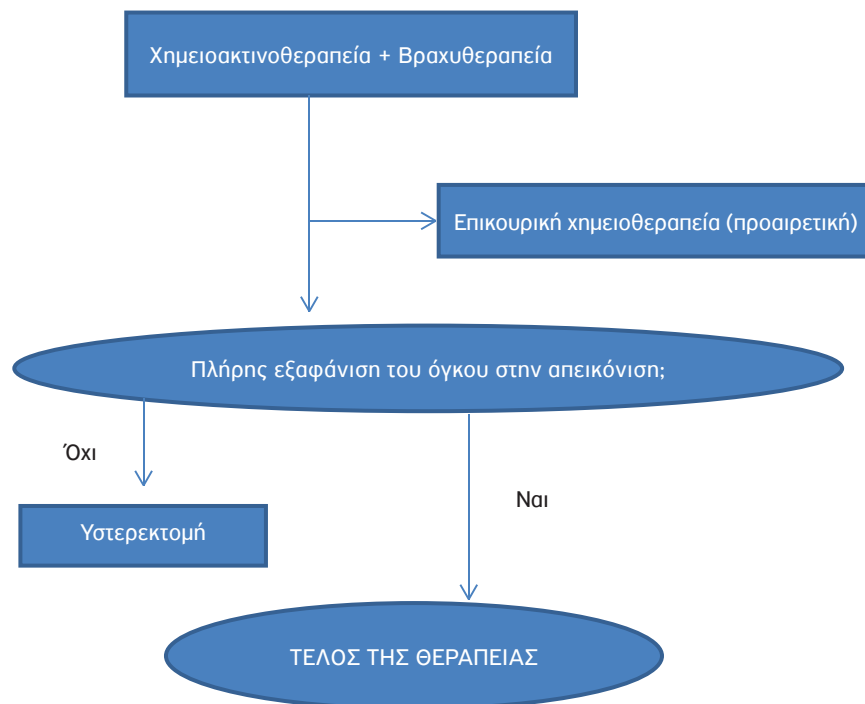 Χημειοακτινοθεραπεία + Βραχυθεραπεία
Επικουρική χημειοθεραπεία (προαιρετική)
Πλήρης εξαφάνιση του όγκου στην απεικόνιση;
Όχι
Ναι
Υστερεκτομή
ΤΕΛΟΣ ΤΗΣ ΘΕΡΑΠΕΙΑΣ